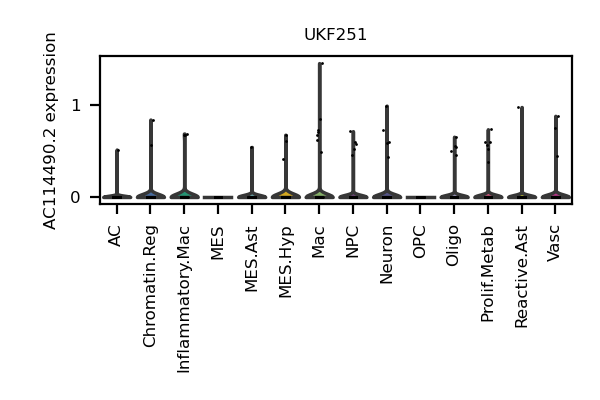 UKF251
AC114490.2 expression
1
0
AC
Chromatin.Reg
Inflammatory.Mac
MES
MES.Ast
MES.Hyp
Mac
NPC
Neuron
OPC
Oligo
Prolif.Metab
Reactive.Ast
Vasc